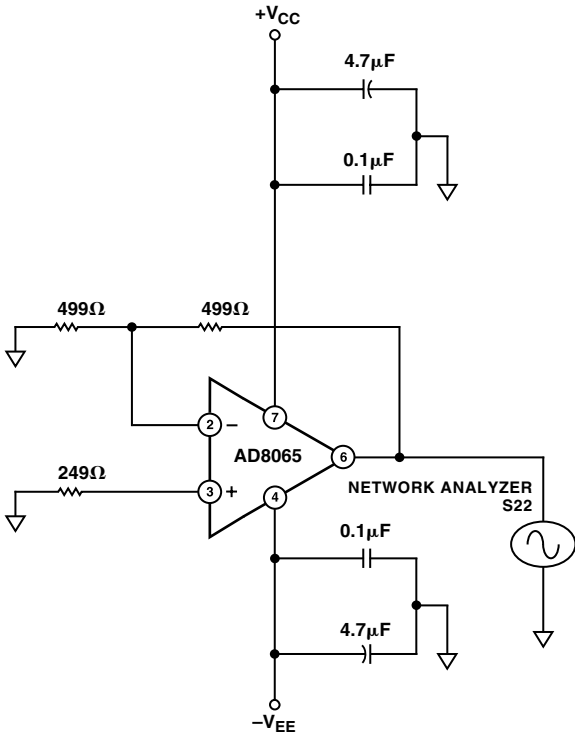 +VCC
4.7µF
0.1µF
499Ω 499Ω
7
2 –
AD8065
6
249Ω
3 +
4
NETWORK ANALYZER
S22
0.1µF
4.7µF
–VEE